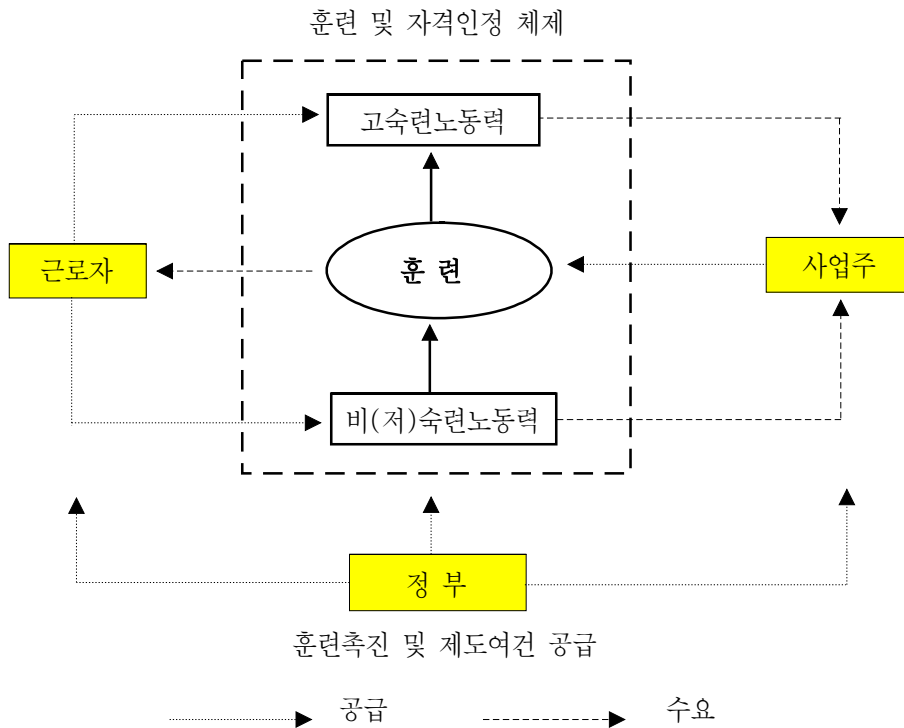 훈련 및 자격인정 체제
고숙련노동력
근로자
훈 련
사업주
비(저)숙련노동력
정 부
훈련촉진 및 제도여건 공급
공급
수요